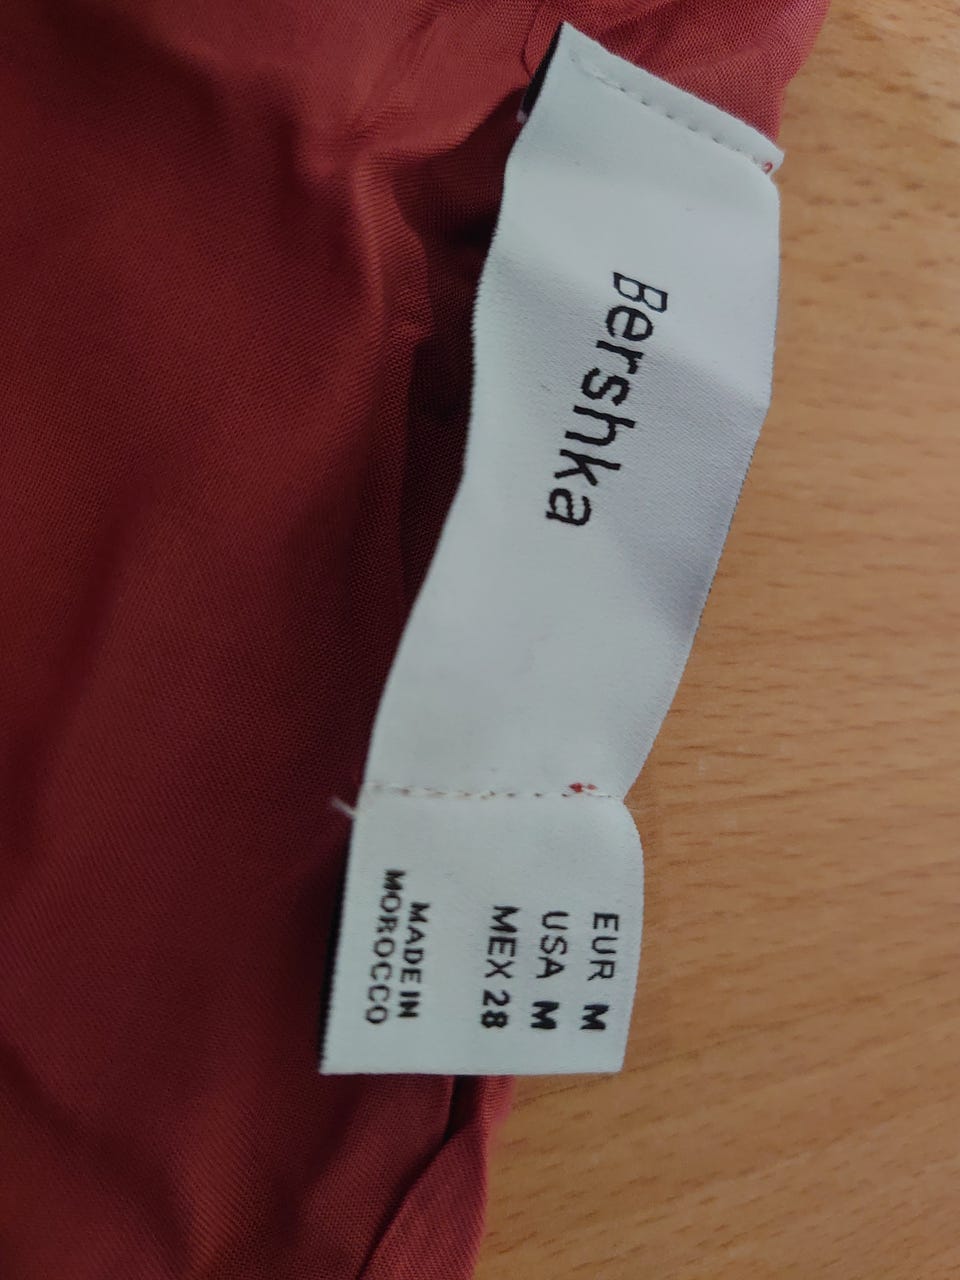 Bershka
EUR M
USA M
MEX 28
MADE IN
MOROCCO